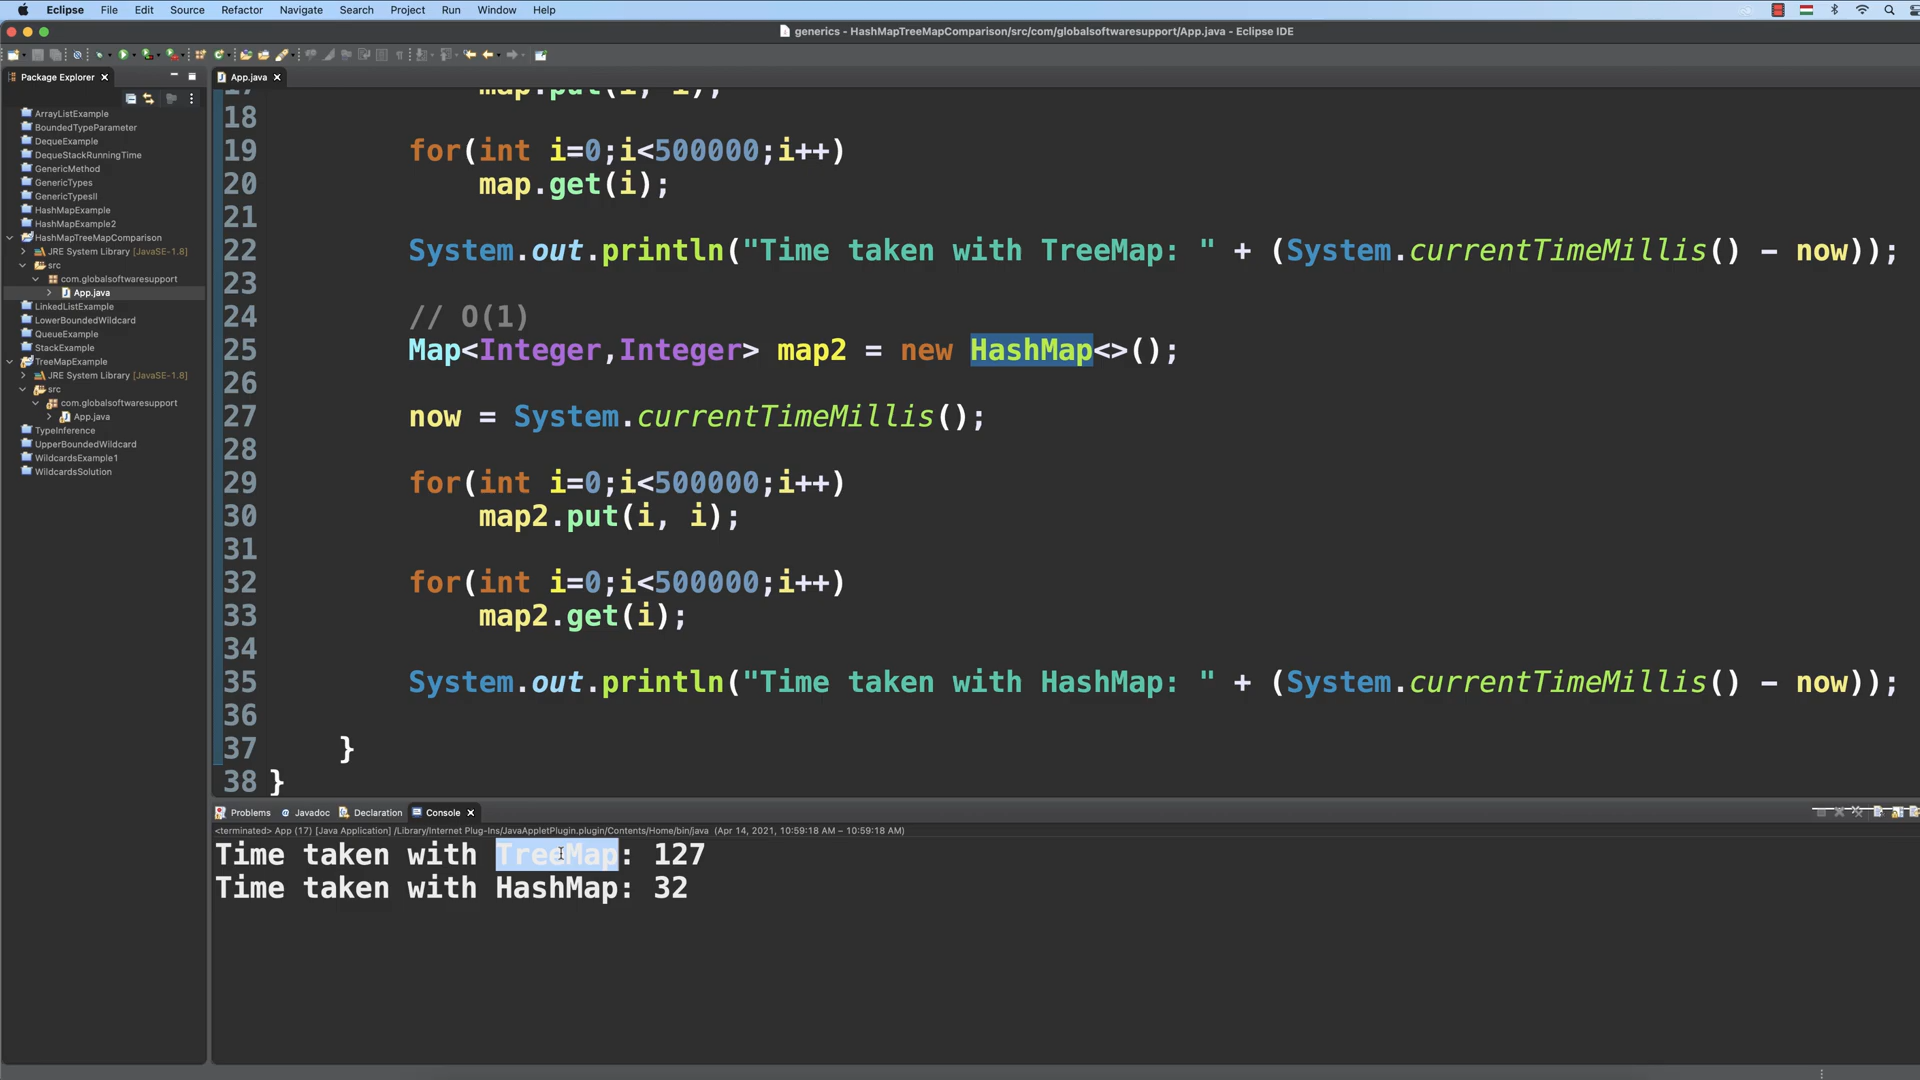 Eclipse File Edit Source Refactor Navigate Search Project Run Window Help
generics - HashMapTreeMapComparison/src/com/globalsoftwaresupport/App.java - Eclipse IDE
Package Explorer
App.java
ArrayListExample
BoundedTypeParameter
DequeExample
DequeStackRunningTime
GenericMethod
GenericTypes
GenericTypesII
HashMapExample
HashMapExample2
HashMapTreeMapComparison
JRE System Library [JavaSE-1.8]
src
com.globalsoftwaresupport
App.java
LinkedListExample
LowerBoundedWildcard
QueueExample
StackExample
TreeMapExample
JRE System Library [JavaSE-1.8]
src
com.globalsoftwaresupport
App.java
TypeInference
UpperBoundedWildcard
WildcardsExample1
WildcardsSolution
17 map.put(i, i);
18
19 for(int i=0;i<500000;i++)
20 map.get(i);
21
22 System.out.println("Time taken with TreeMap: " + (System.currentTimeMillis() - now));
23
24 // O(1)
25 Map<Integer,Integer> map2 = new HashMap<>();
26
27 now = System.currentTimeMillis();
28
29 for(int i=0;i<500000;i++)
30 map2.put(i, i);
31
32 for(int i=0;i<500000;i++)
33 map2.get(i);
34
35 System.out.println("Time taken with HashMap: " + (System.currentTimeMillis() - now));
36
37 }
38 }
Problems Javadoc Declaration Console
<terminated> App (17) [Java Application] /Library/Internet Plug-Ins/JavaAppletPlugin.plugin/Contents/Home/bin/java (Apr 14, 2021, 10:59:18 AM – 10:59:18 AM)
Time taken with TreeMap: 127
Time taken with HashMap: 32